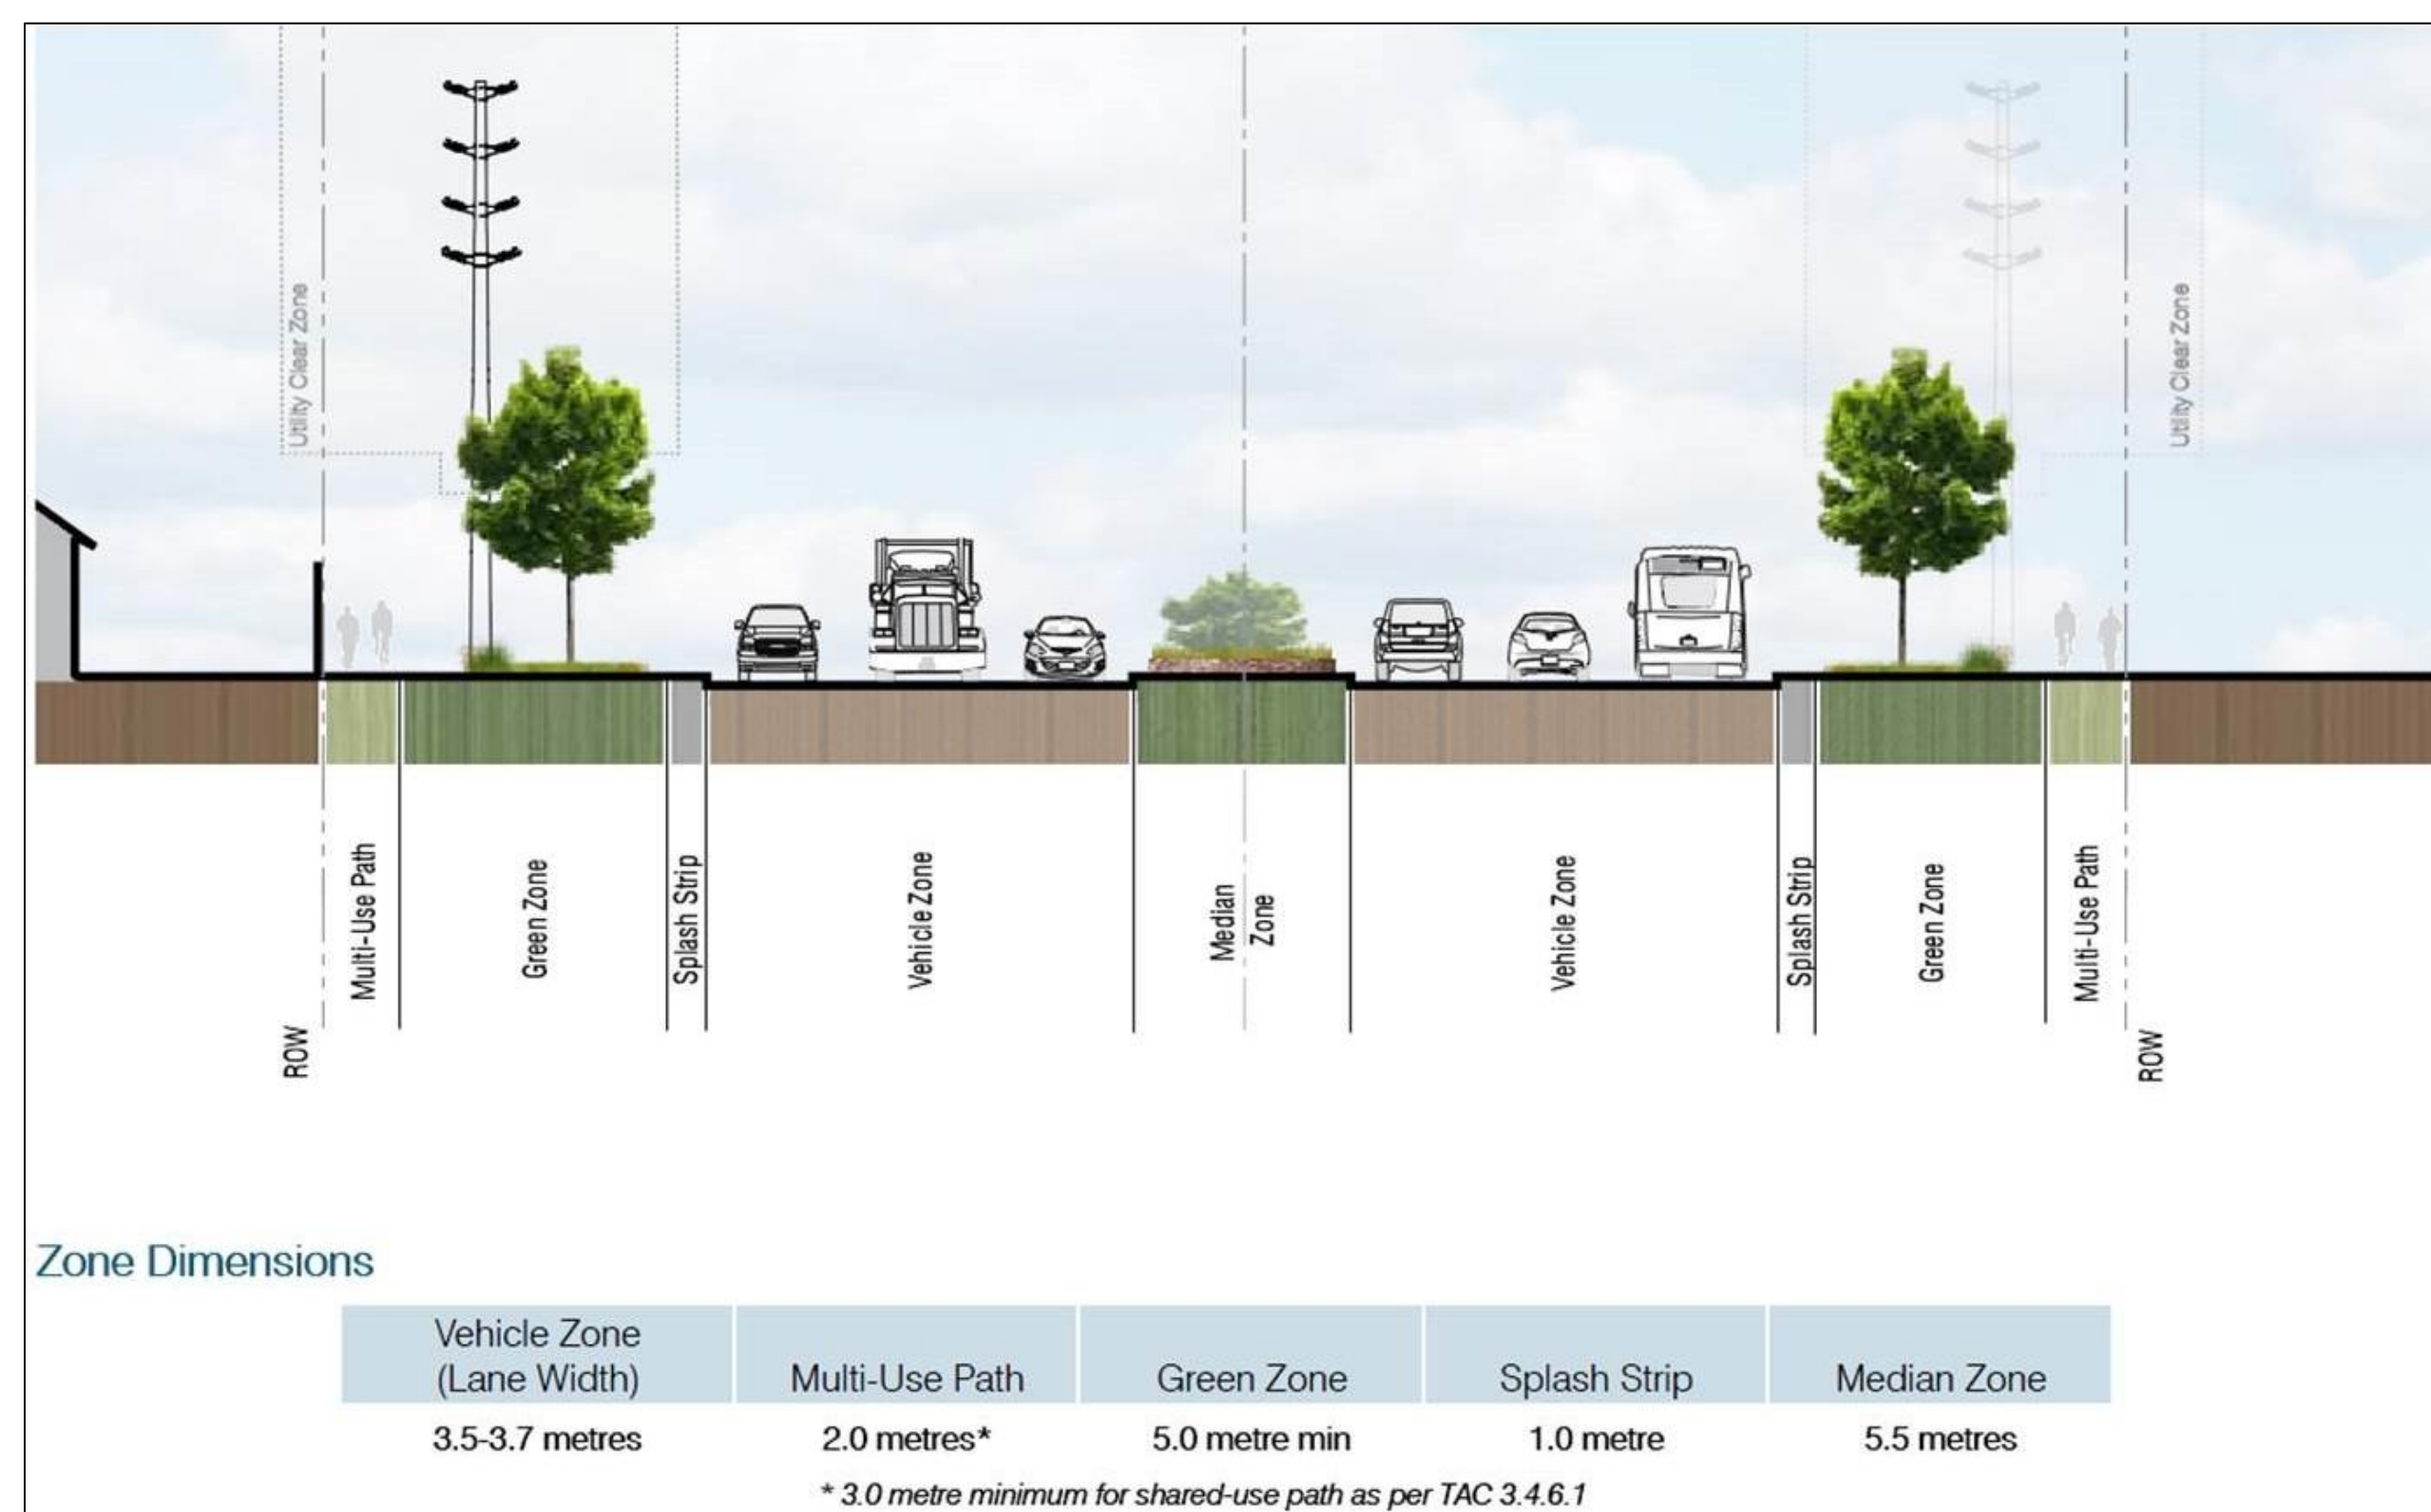 Utility Clear Zone
Utility Clear Zone
Multi-Use Path
Green Zone
Splash Strip
Vehicle Zone
Median
Zone
Vehicle Zone
Splash Strip
Green Zone
Multi-Use Path
ROW
ROW
Zone Dimensions
Vehicle Zone
(Lane Width)
Multi-Use Path
Green Zone
Splash Strip
Median Zone
3.5-3.7 metres
2.0 metres*
5.0 metre min
1.0 metre
5.5 metres
* 3.0 metre minimum for shared-use path as per TAC 3.4.6.1